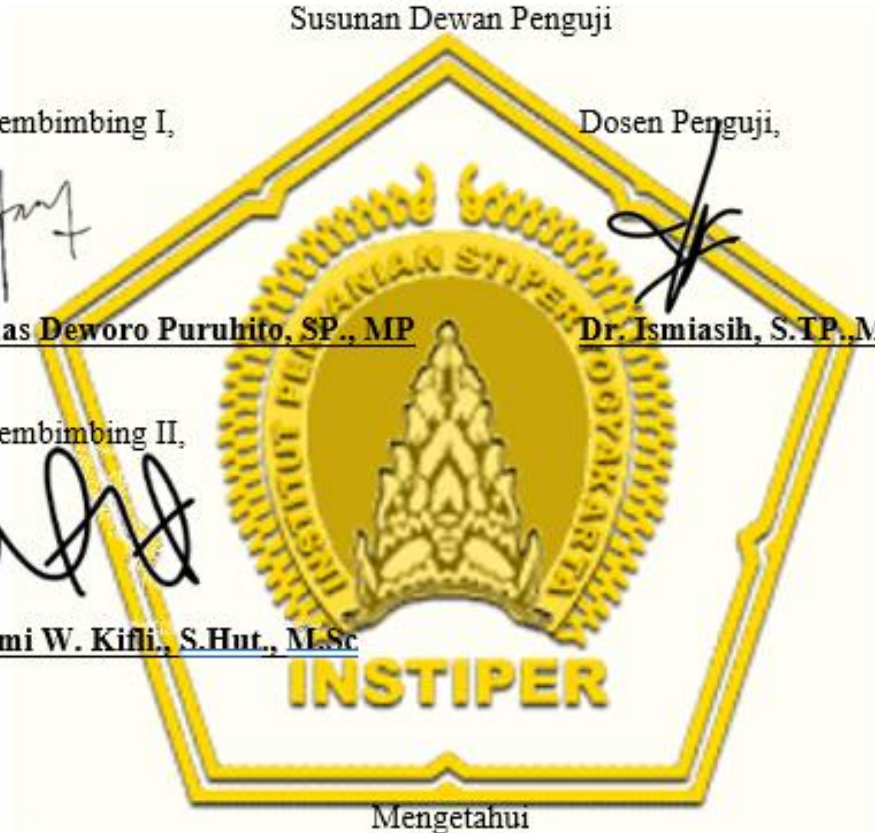 Susunan Dewan Penguji
embimbing I,
Dosen Penguji,
as Deworo Puruhito, SP., MP
Dr. Ismiasih, S.TP.,M
embimbing II,
mi W. Kifli., S.Hut., M.Sc
INSTITUT PERTANIAN STIPER YOGYAKARTA
INSTIPER
Mengetahui